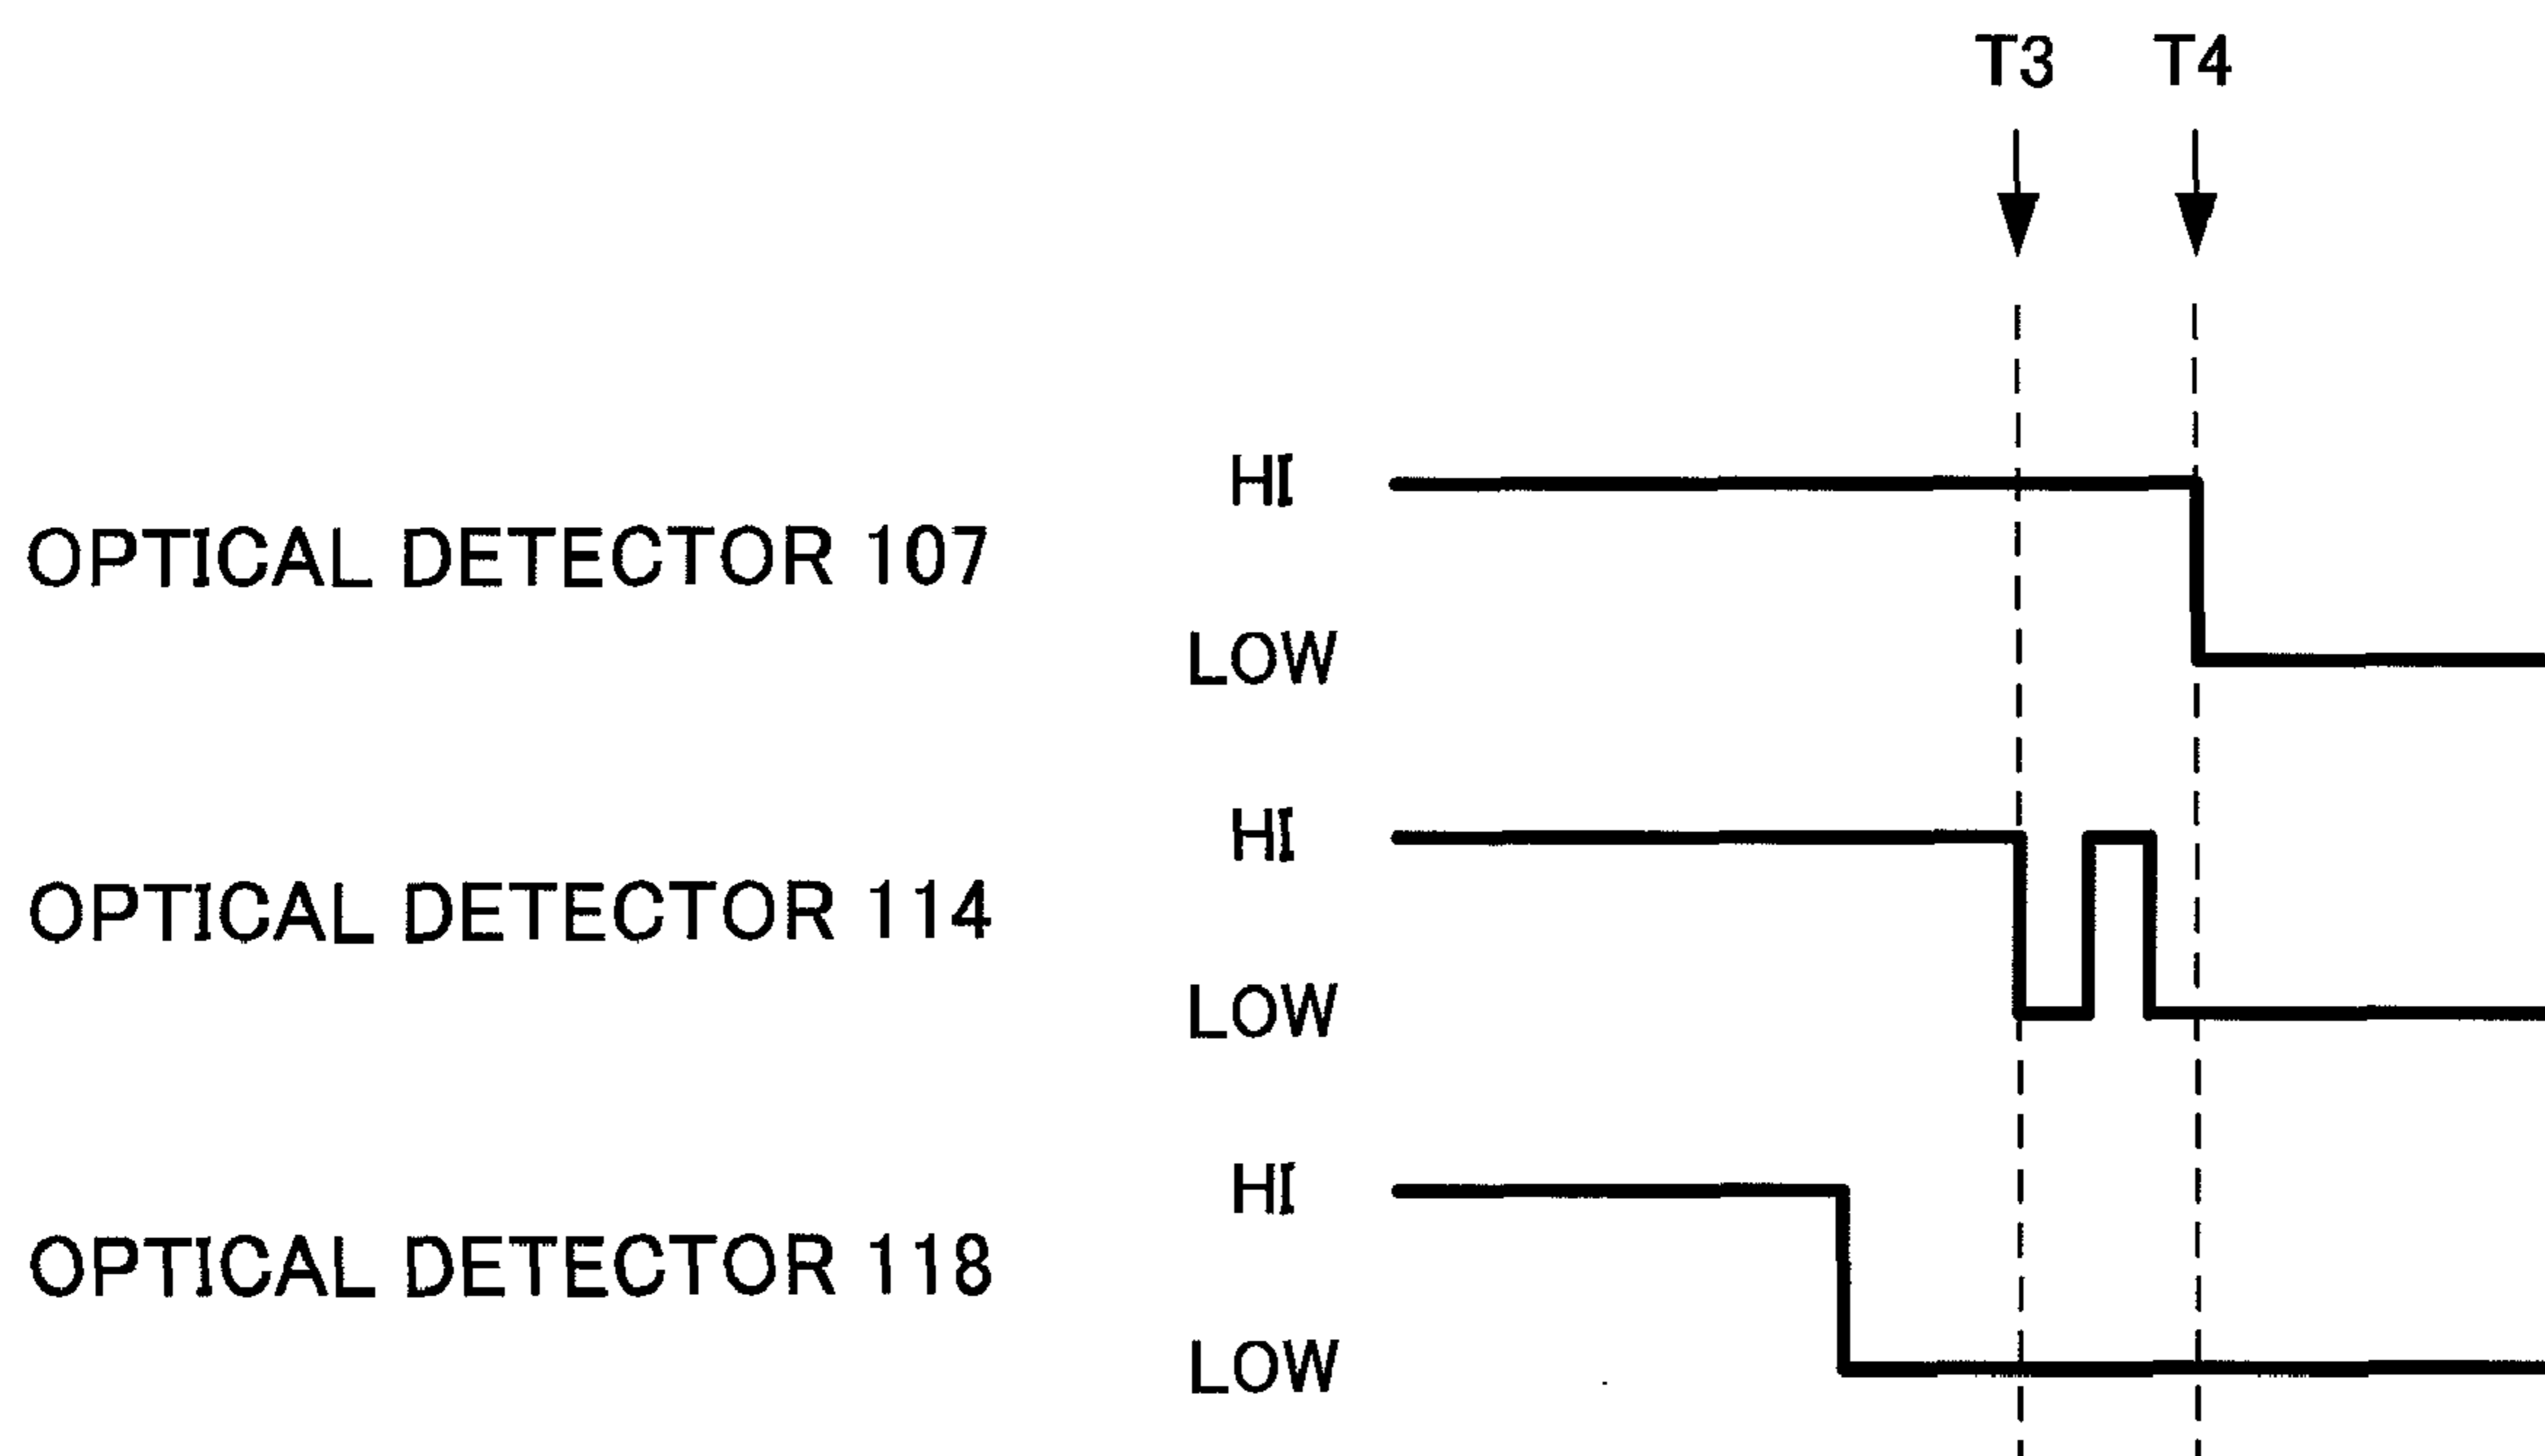 T3 T4
HI
OPTICAL DETECTOR 107
LOW
HI
OPTICAL DETECTOR 114
LOW
HI
OPTICAL DETECTOR 118
LOW